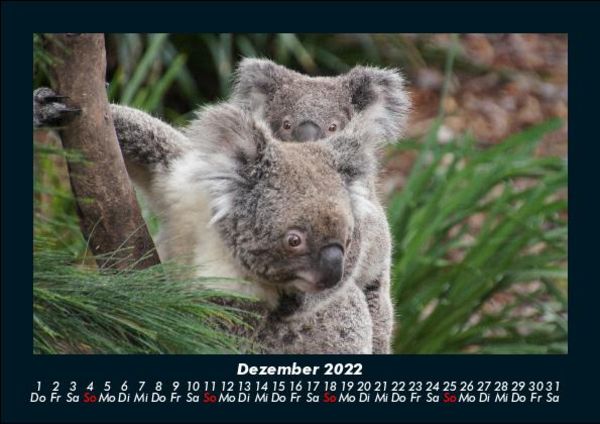 Dezember 2022
1 2 3 4 5 6 7 8 9 10 11 12 13 14 15 16 17 18 19 20 21 22 23 24 25 26 27 28 29 30 31
Do Fr Sa So Mo Di Mi Do Fr Sa So Mo Di Mi Do Fr Sa So Mo Di Mi Do Fr Sa So Mo Di Mi Do Fr Sa